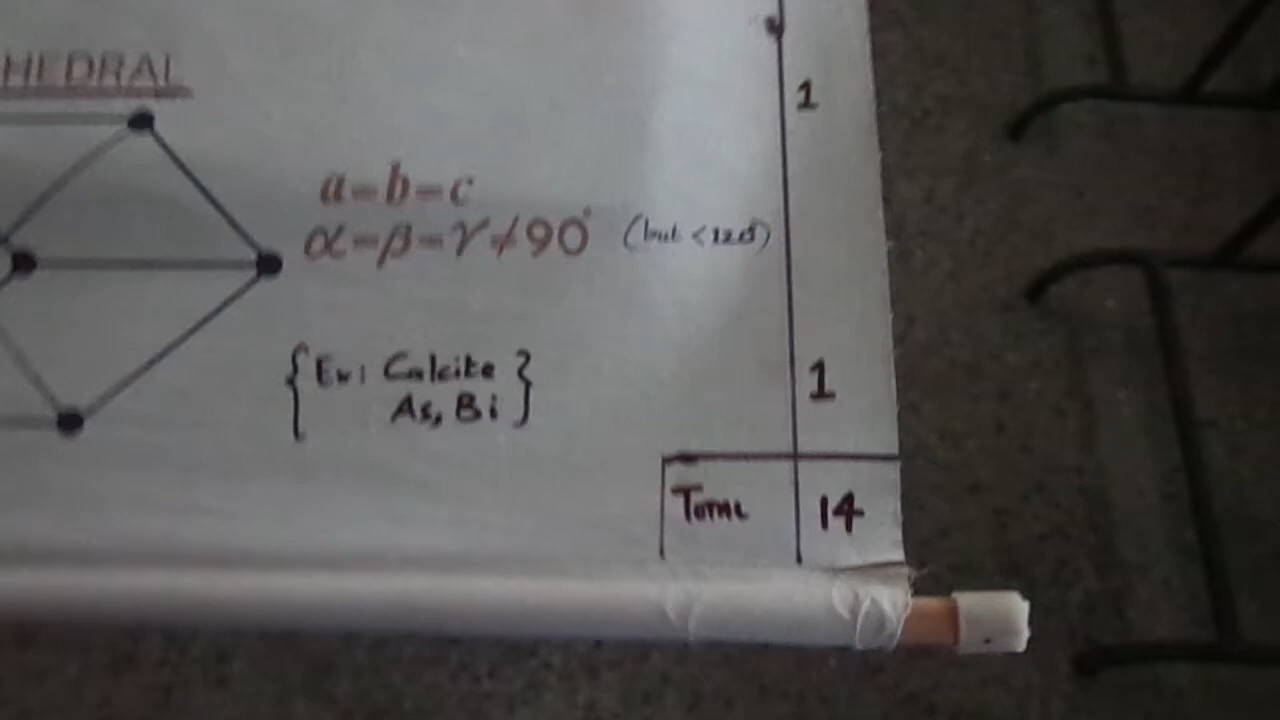 HEDRAL
1
a=b=c
α=β=γ≠90° (but <120°)
{Ex: Calcite
As, Bi}
1
TOTAL 14